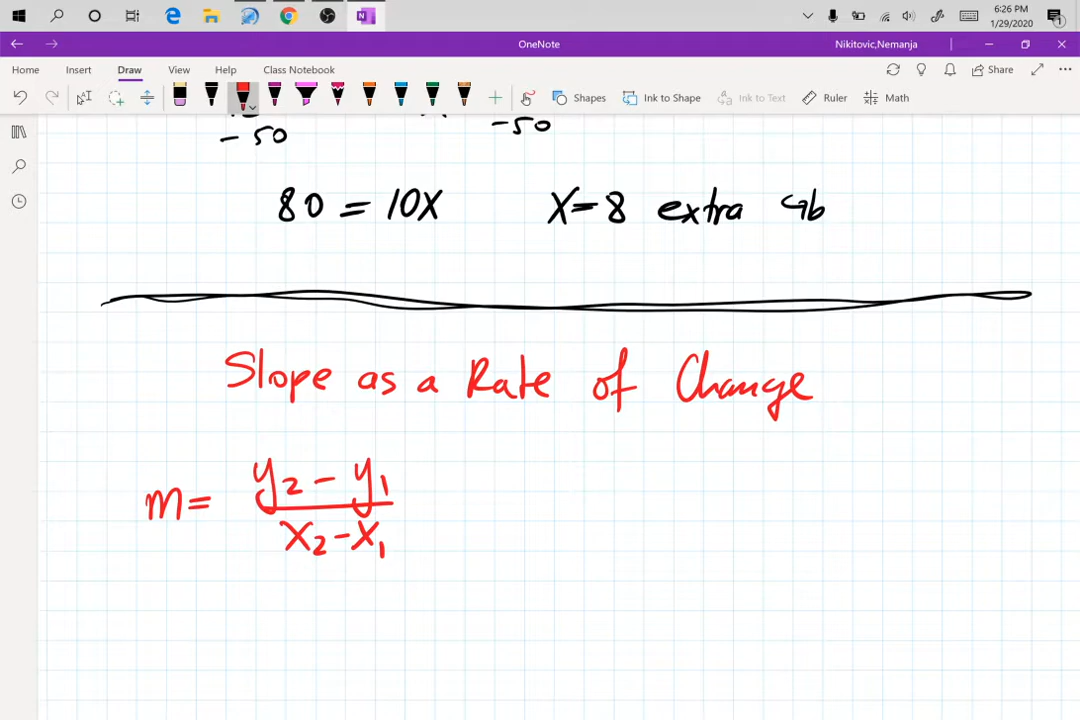 6:26 PM
1/29/2020
OneNote
Nikitovic,Nemanja
Home Insert Draw View Help Class Notebook Share
Shapes Ink to Shape Ink to Text Ruler Math
- 50 -50
80 = 10X X=8 extra Gb
Slope as a Rate of Change
m= y2 - y1
x2 - x1